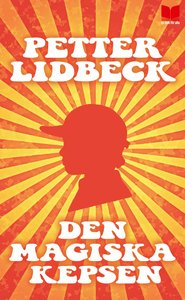 PETTER
LIDBECK
DEN
MAGISKA
KEPSEN